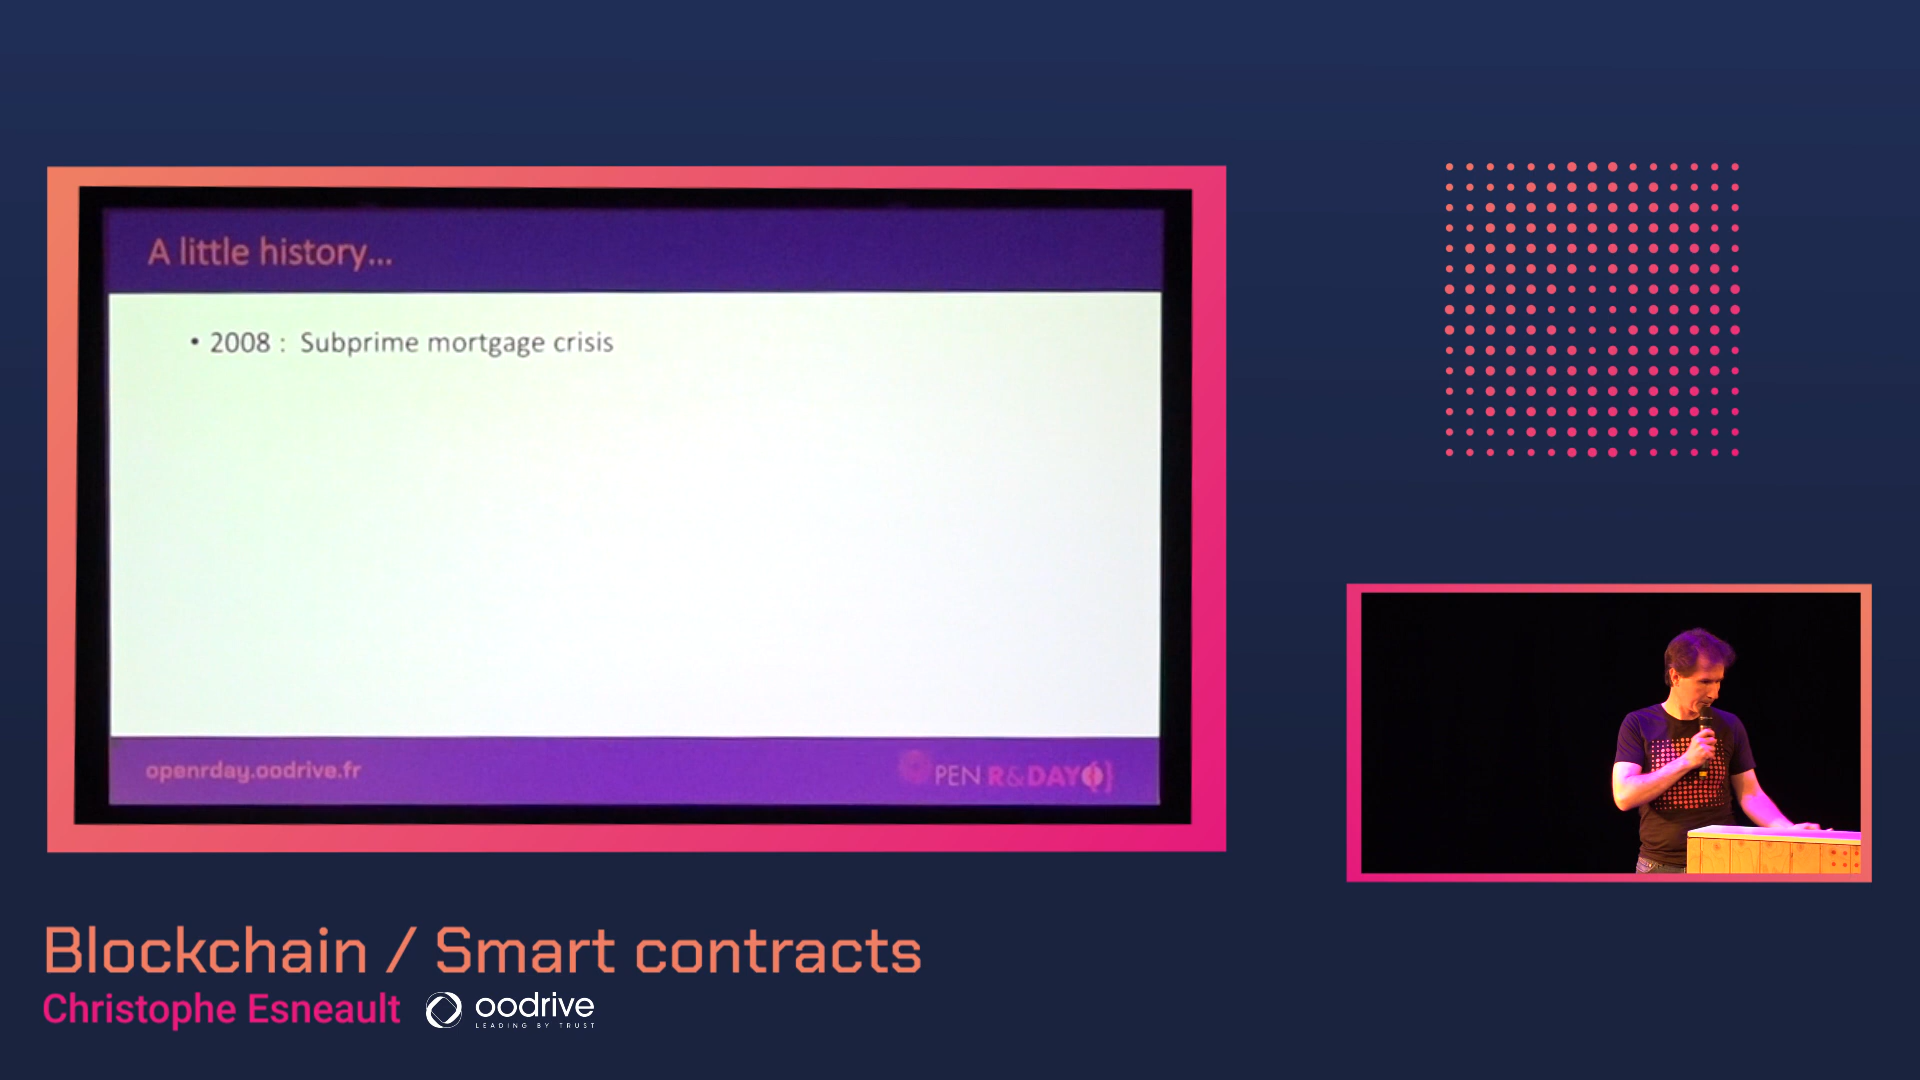 A little history...
• 2008 : Subprime mortgage crisis
openrday.oodrive.fr
PEN R&DAY
Blockchain / Smart contracts
Christophe Esneault
oodrive
LEADING BY TRUST